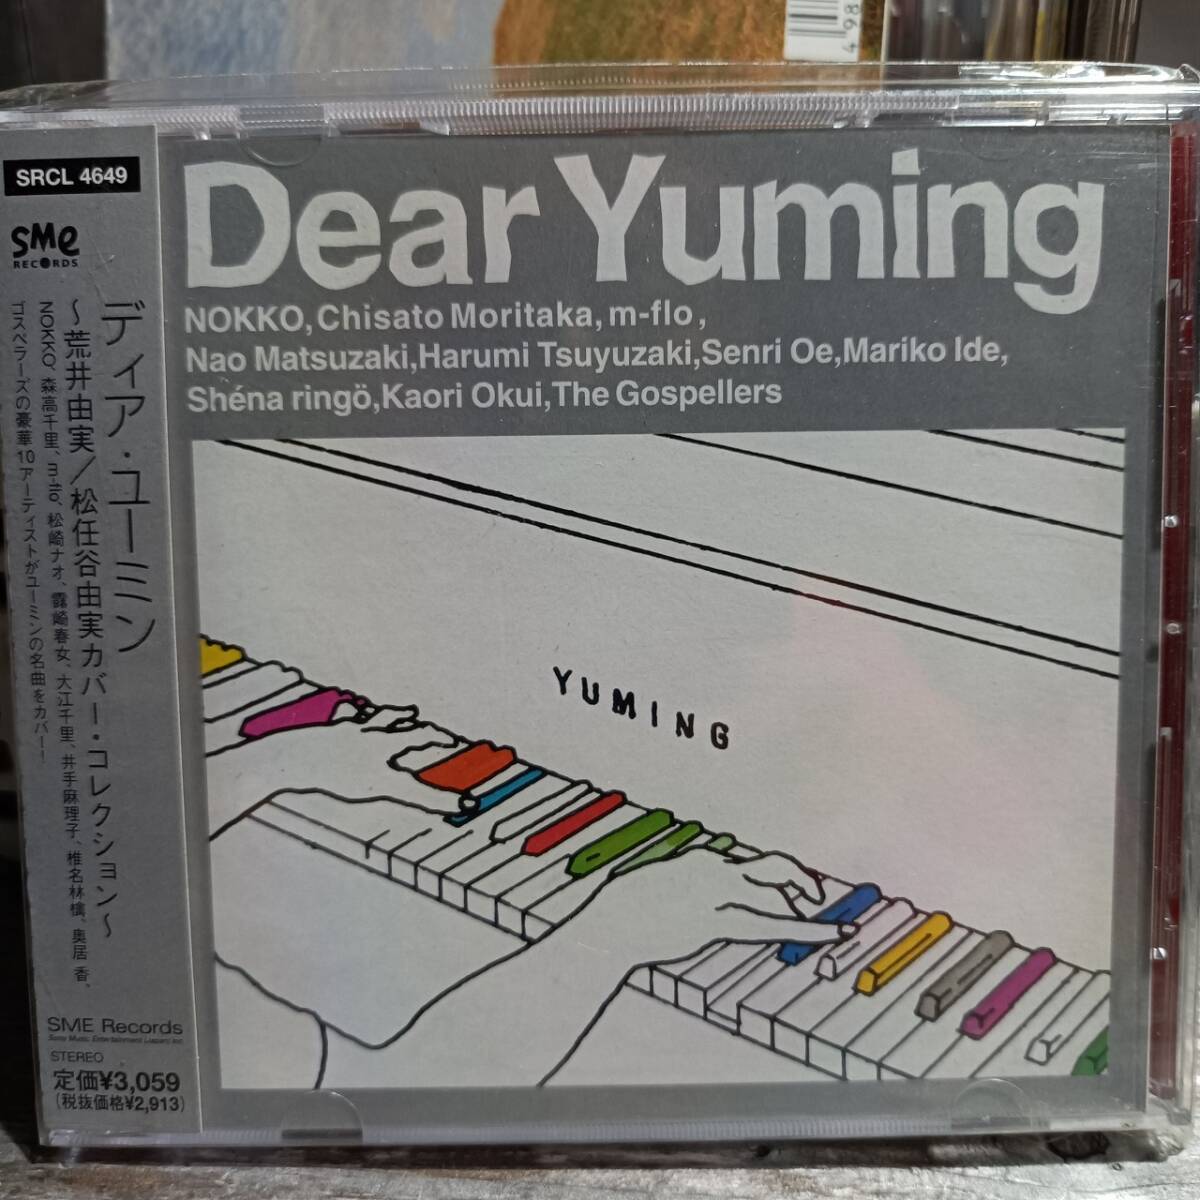 498
SRCL 4649
SMe
RECORDS
ディア・ユーミン
〜荒井由実／松任谷由実カバー・コレクション〜
NOKKO、森高千里、m-flo、松崎ナオ、露崎春女、大江千里、井手麻理子、椎名林檎、奥居 香、
ゴスペラーズの豪華10アーティストがユーミンの名曲をカバー！
SME Records
Sony Music Entertainment (Japan) Inc.
STEREO
定価¥3,059
(税抜価格¥2,913)
Dear Yuming
NOKKO, Chisato Moritaka, m-flo ,
Nao Matsuzaki,Harumi Tsuyuzaki,Senri Oe,Mariko Ide,
Shéna ringö,Kaori Okui,The Gospellers
YUMING